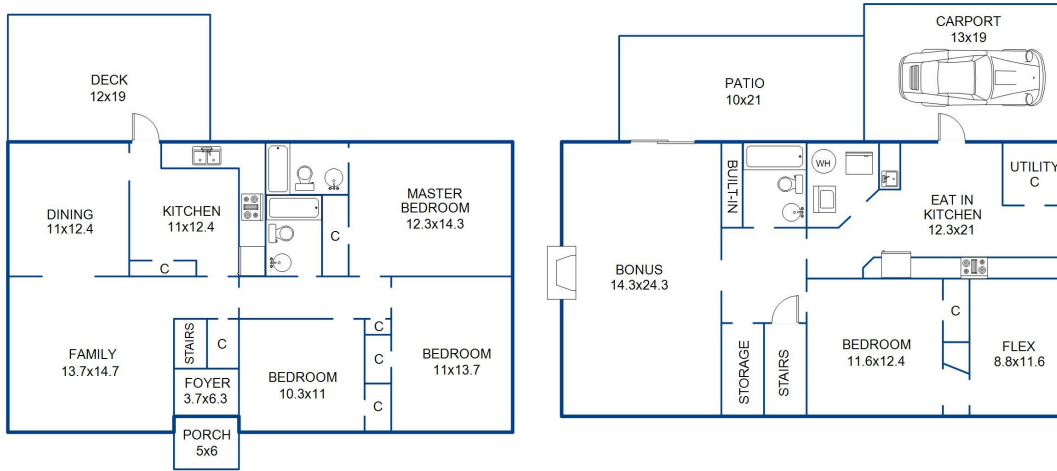 DECK
12x19
DINING
11x12.4
KITCHEN
11x12.4
C
MASTER
BEDROOM
12.3x14.3
C
FAMILY
13.7x14.7
STAIRS
C
FOYER
3.7x6.3
PORCH
5x6
BEDROOM
10.3x11
C
C
C
BEDROOM
11x13.7
PATIO
10x21
CARPORT
13x19
BONUS
14.3x24.3
BUILT-IN
WH
EAT IN
KITCHEN
12.3x21
UTILITY
C
STORAGE
STAIRS
BEDROOM
11.6x12.4
C
FLEX
8.8x11.6